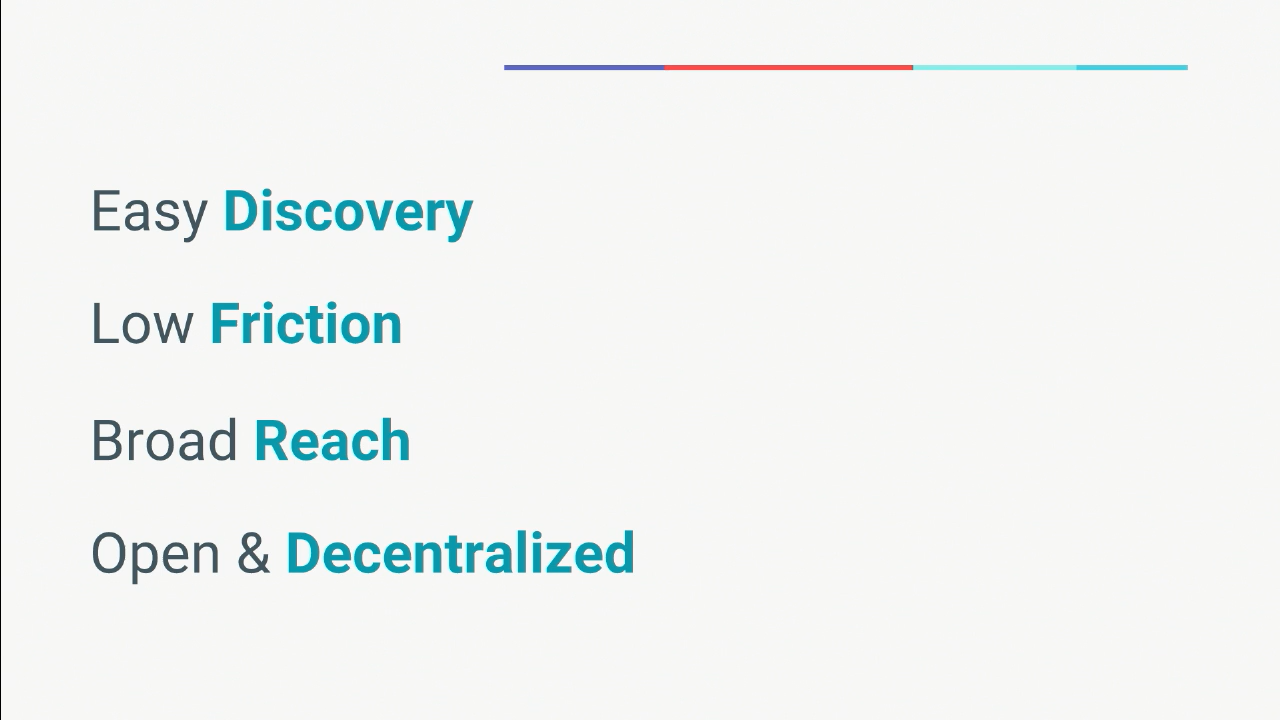 Easy Discovery
Low Friction
Broad Reach
Open & Decentralized